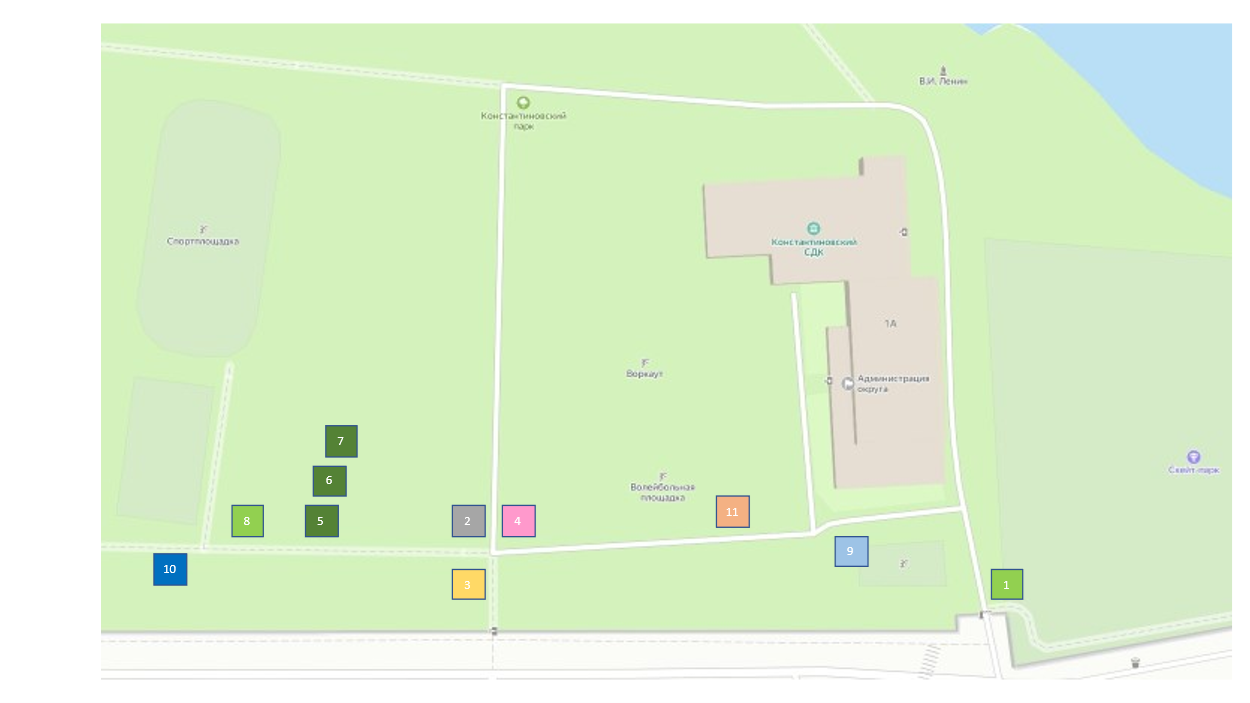 В.И. Ленин
Константиновский
парк
Спортплощадка
Константиновский
СДК
1А
Воркаут
Администрация
округа
7
Скейт-парк
6
Волейбольная
площадка
8
5
2
4
11
9
10
3
1